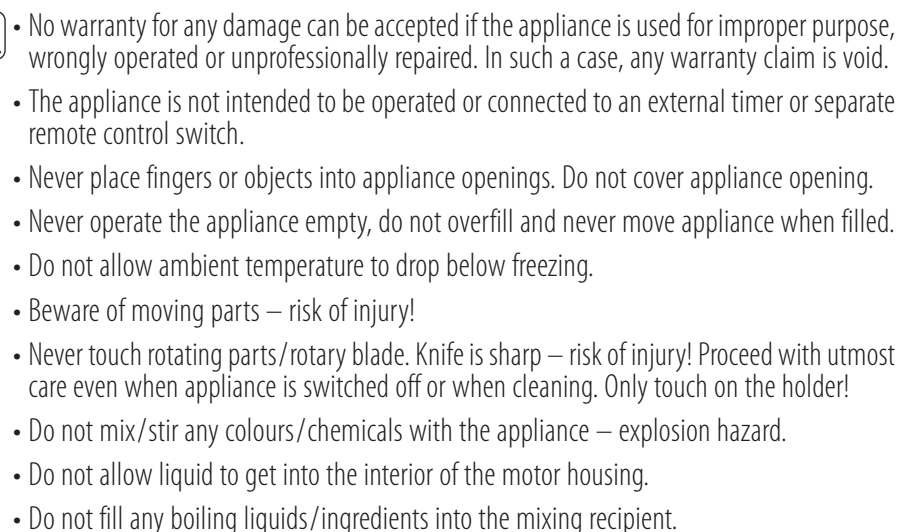 • No warranty for any damage can be accepted if the appliance is used for improper purpose,
wrongly operated or unprofessionally repaired. In such a case, any warranty claim is void.
• The appliance is not intended to be operated or connected to an external timer or separate
remote control switch.
• Never place fingers or objects into appliance openings. Do not cover appliance opening.
• Never operate the appliance empty, do not overfill and never move appliance when filled.
• Do not allow ambient temperature to drop below freezing.
• Beware of moving parts – risk of injury!
• Never touch rotating parts/rotary blade. Knife is sharp – risk of injury! Proceed with utmost
care even when appliance is switched off or when cleaning. Only touch on the holder!
• Do not mix/stir any colours/chemicals with the appliance – explosion hazard.
• Do not allow liquid to get into the interior of the motor housing.
• Do not fill any boiling liquids/ingredients into the mixing recipient.